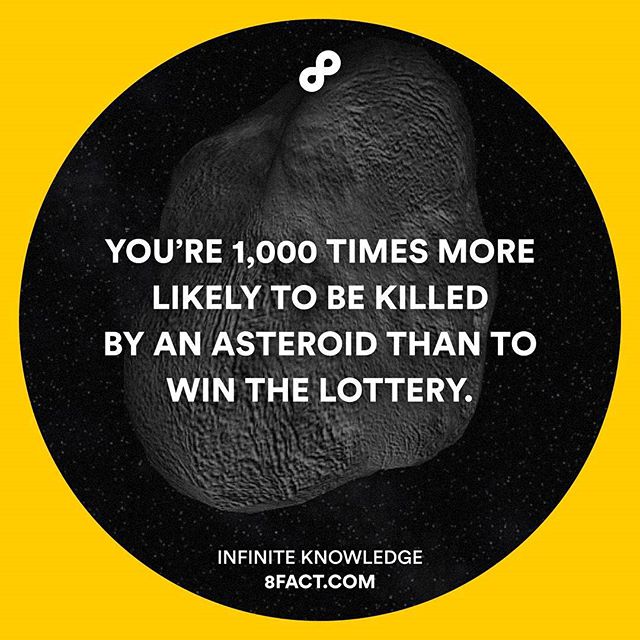 YOU’RE 1,000 TIMES MORE
LIKELY TO BE KILLED
BY AN ASTEROID THAN TO
WIN THE LOTTERY.
INFINITE KNOWLEDGE
8FACT.COM